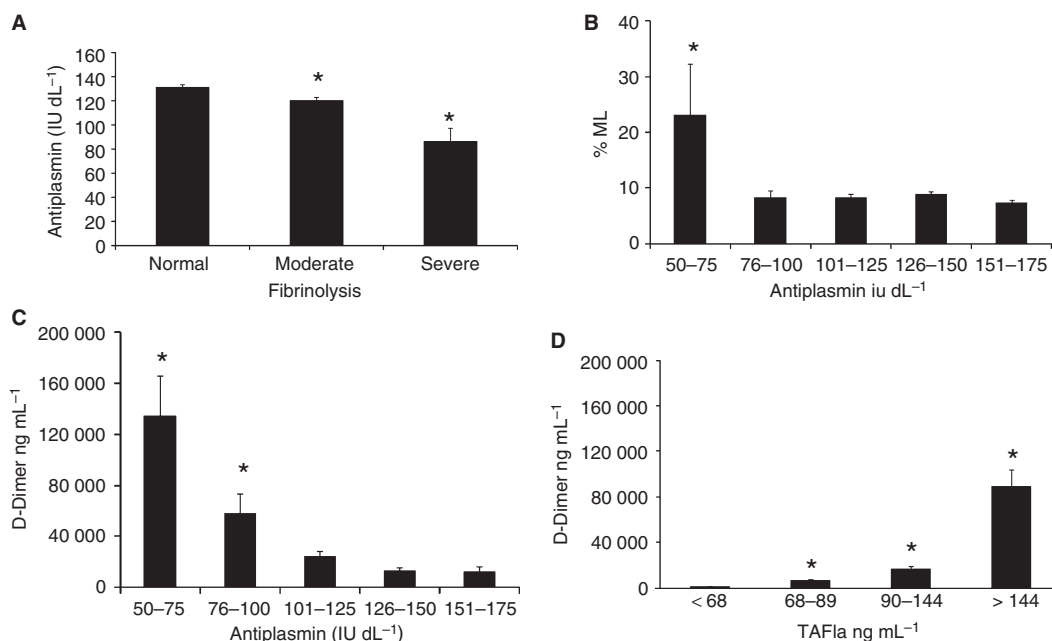 A
Antiplasmin (IU dL⁻¹)
160
140
120
100
80
60
40
20
0
*
*
Normal Moderate Severe
Fibrinolysis
B
% ML
40
30
20
10
0
*
50–75 76–100 101–125 126–150 151–175
Antiplasmin iu dL⁻¹
C
D-Dimer ng mL⁻¹
200 000
160 000
120 000
80 000
40 000
0
*
*
50–75 76–100 101–125 126–150 151–175
Antiplasmin (IU dL⁻¹)
D
D-Dimer ng mL⁻¹
200 000
160 000
120 000
80 000
40 000
0
*
*
*
< 68 68–89 90–144 > 144
TAFIa ng mL⁻¹